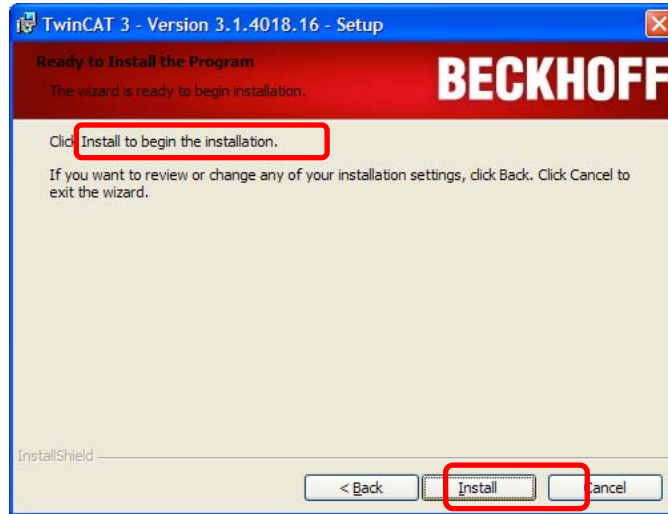 TwinCAT 3 - Version 3.1.4018.16 - Setup
Ready to Install the Program
The wizard is ready to begin installation.
BECKHOFF
Click Install to begin the installation.
If you want to review or change any of your installation settings, click Back. Click Cancel to
exit the wizard.
InstallShield
< Back
Install
Cancel